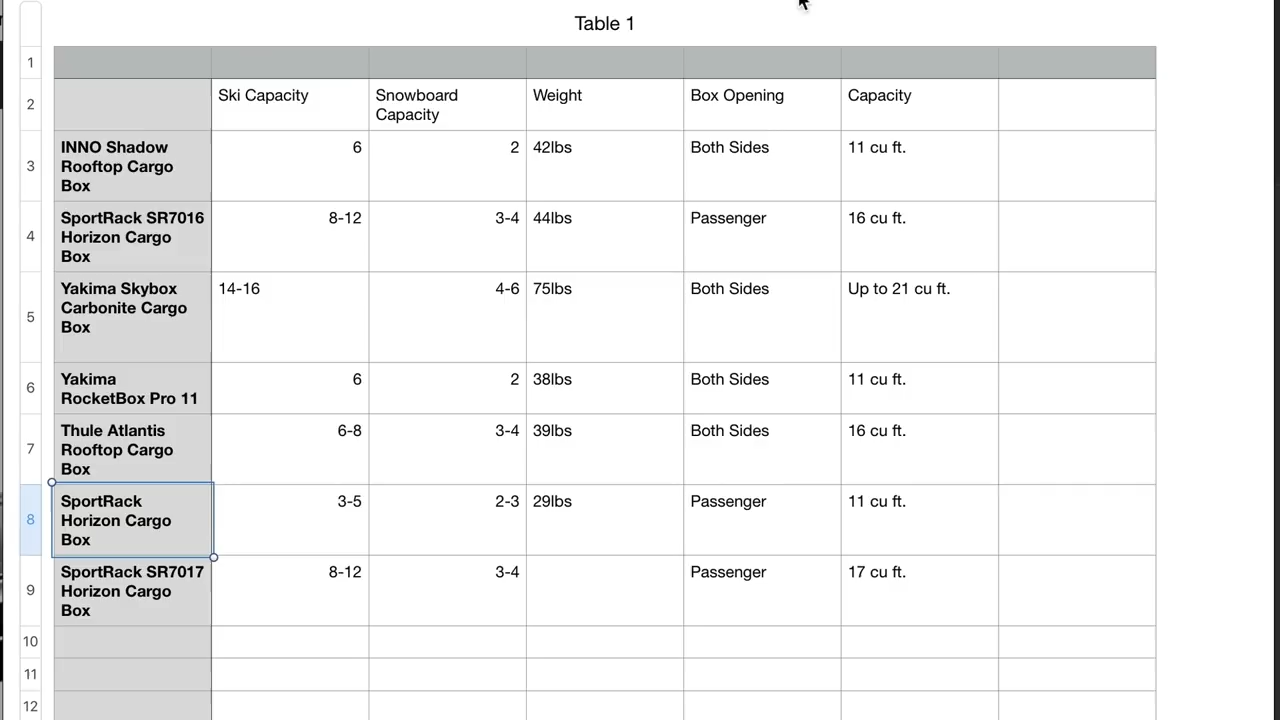 Table 1
1
2 Ski Capacity Snowboard Capacity Weight Box Opening Capacity
3 INNO Shadow Rooftop Cargo Box 6 2 42lbs Both Sides 11 cu ft.
4 SportRack SR7016 Horizon Cargo Box 8-12 3-4 44lbs Passenger 16 cu ft.
5 Yakima Skybox Carbonite Cargo Box 14-16 4-6 75lbs Both Sides Up to 21 cu ft.
6 Yakima RocketBox Pro 11 6 2 38lbs Both Sides 11 cu ft.
7 Thule Atlantis Rooftop Cargo Box 6-8 3-4 39lbs Both Sides 16 cu ft.
8 SportRack Horizon Cargo Box 3-5 2-3 29lbs Passenger 11 cu ft.
9 SportRack SR7017 Horizon Cargo Box 8-12 3-4 Passenger 17 cu ft.
10
11
12